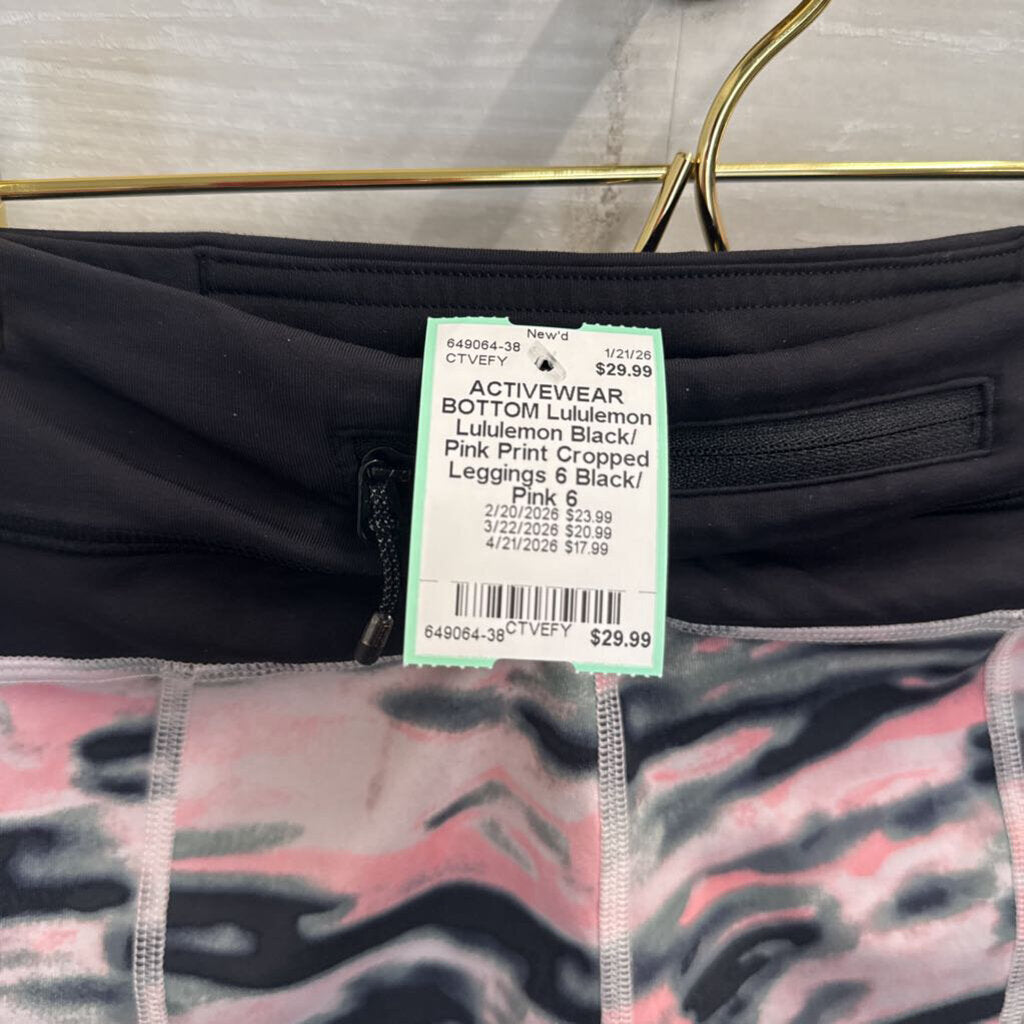 New'd
649064-38 1/21/26
CTVEFY $29.99
ACTIVEWEAR
BOTTOM Lululemon
Lululemon Black/
Pink Print Cropped
Leggings 6 Black/
Pink 6
2/20/2026 $23.99
3/22/2026 $20.99
4/21/2026 $17.99
649064-38 CTVEFY $29.99